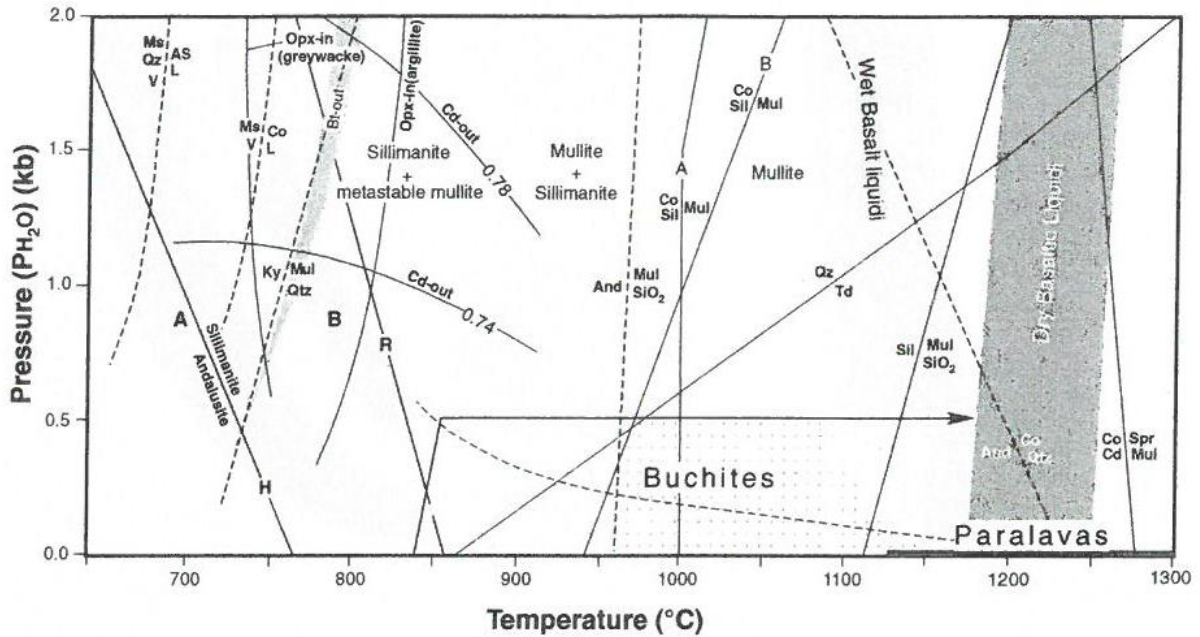 Pressure (PH2O) (kb)
2.0
1.5
1.0
0.5
0.0
Ms
Qz
V
AS
L
Opx-in
(greywacke)
Bt-out
Opx-in(argillite)
Ms
V
Co
L
Cd-out
0.78
Sillimanite
+
metastable mullite
Mullite
+
Sillimanite
Co
Sil
Mul
B
A
Mullite
Wet Basalt liquidi
Dry Basaltic Liquidi
Co
Sil
Mul
Ky
Mul
Qtz
Cd-out
0.74
And
Mul
SiO2
Qz
Td
A
B
R
Sillimanite
Andalusite
H
Sil
Mul
SiO2
And
Co
Qtz
Co
Cd
Spr
Mul
Buchites
Paralavas
700
800
900
1000
1100
1200
1300
Temperature (°C)